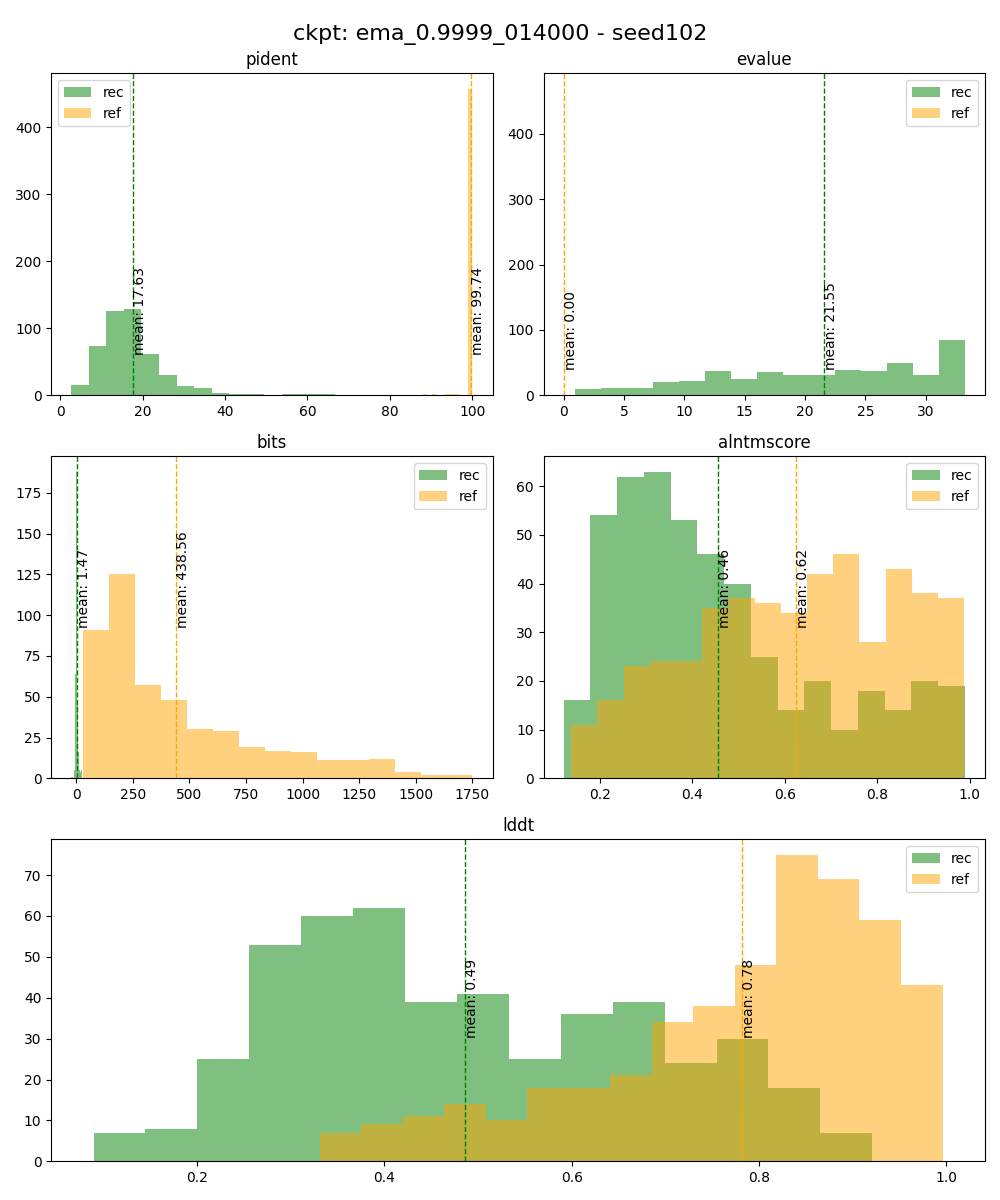 ckpt: ema_0.9999_014000 - seed102
pident
rec
ref
mean: 17.63
mean: 99.74
0
100
200
300
400
0
20
40
60
80
100
evalue
rec
ref
mean: 0.00
mean: 21.55
0
100
200
300
400
0
5
10
15
20
25
30
bits
rec
ref
mean: 1.47
mean: 438.56
0
25
50
75
100
125
150
175
0
250
500
750
1000
1250
1500
1750
alntmscore
rec
ref
mean: 0.46
mean: 0.62
0
10
20
30
40
50
60
0.2
0.4
0.6
0.8
1.0
lddt
rec
ref
mean: 0.49
mean: 0.78
0
10
20
30
40
50
60
70
0.2
0.4
0.6
0.8
1.0